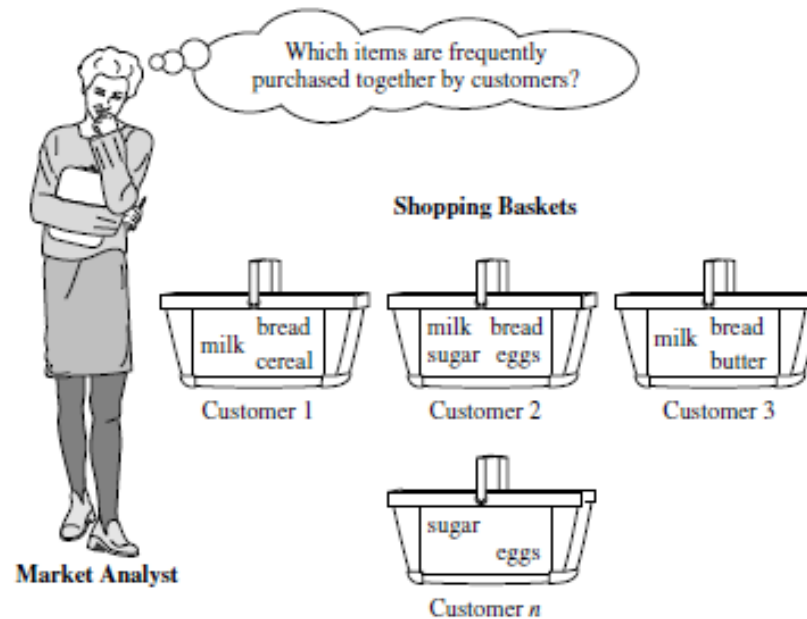 Which items are frequently
purchased together by customers?
Shopping Baskets
milk bread
cereal
Customer 1
milk bread
sugar eggs
Customer 2
milk bread
butter
Customer 3
sugar
eggs
Customer n
Market Analyst